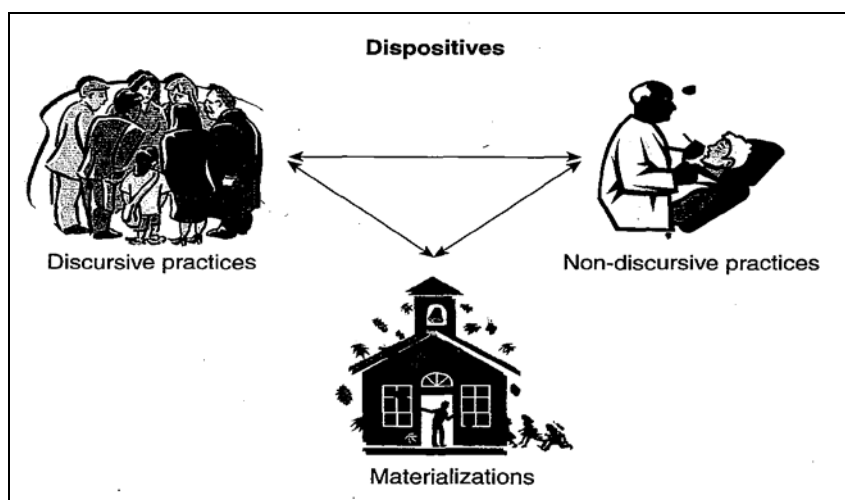 Dispositives
Discursive practices
Non-discursive practices
Materializations